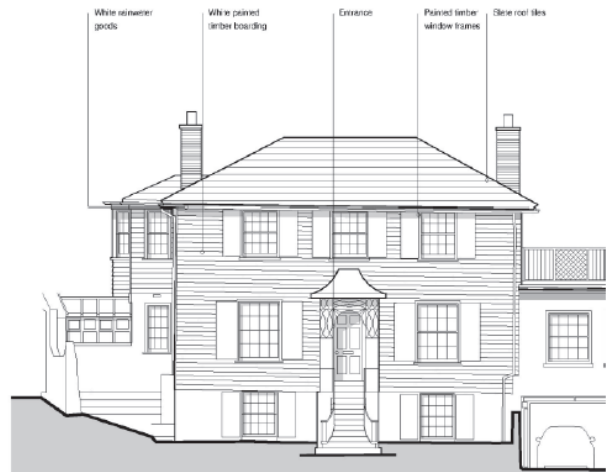 White rainwater
goods
White painted
timber boarding
Entrance
Painted timber
window frames
Slate roof tiles